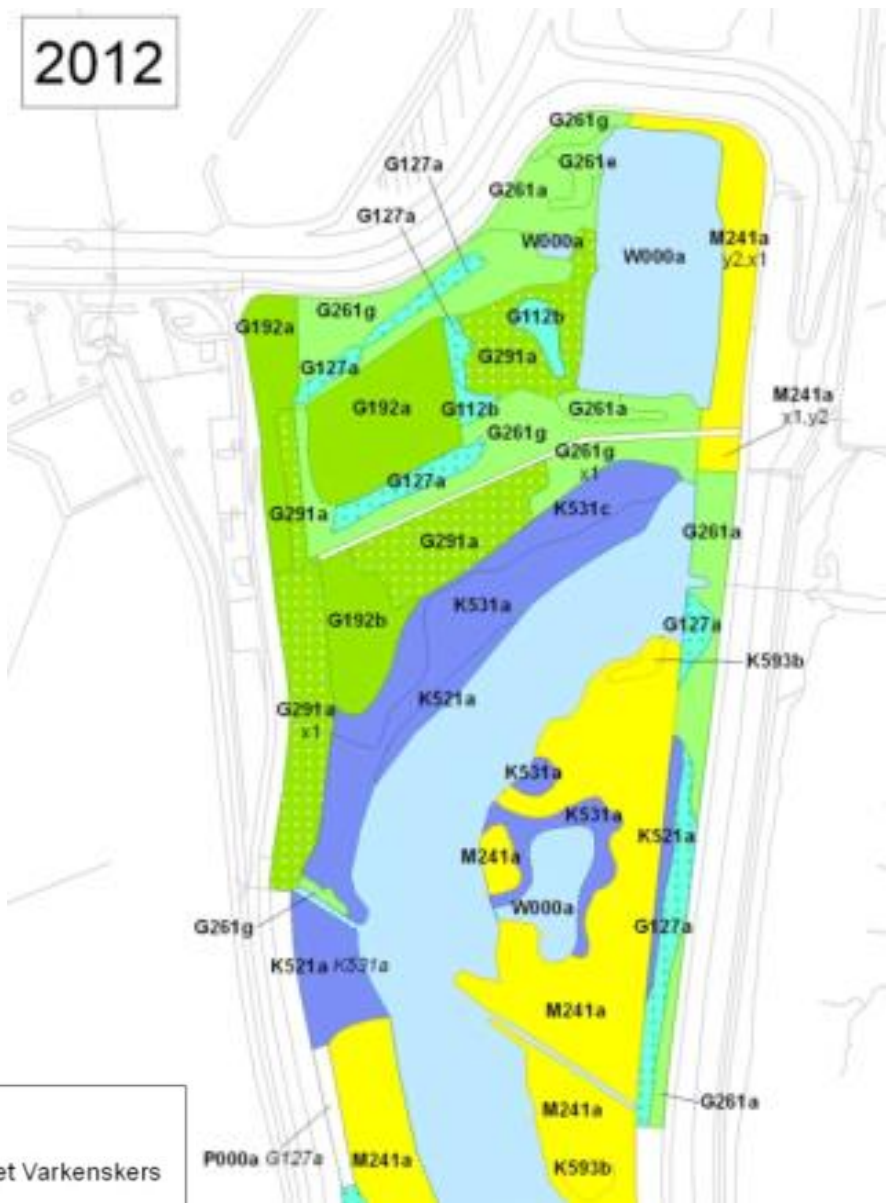 2012
G261g
G127a
G261e
G261a
G127a
W000a
W000a
M241a
y2,x1
G192a
G261g
G112b
G291a
G127a
M241a
x1,y2
G192a
G112b
G261a
G261g
G261g
x1
G127a
G291a
K531c
G291a
G261a
K531a
G192b
G127a
K593b
K521a
G291a
x1
K531a
K531a
K521a
M241a
W000a
G261g
G127a
K521a K531a
M241a
M241a
G261a
P000a G127a
M241a
K593b
et Varkenskers